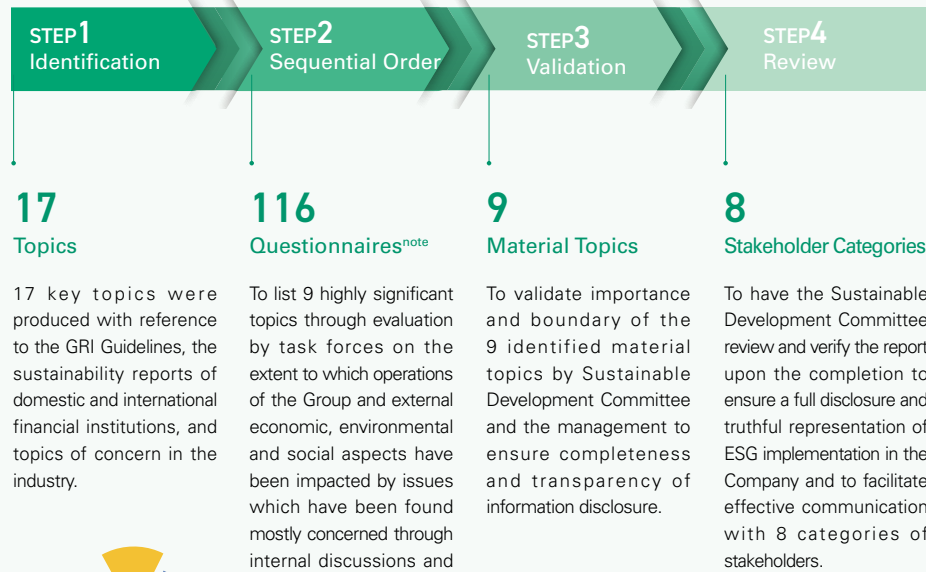 STEP1
Identification
STEP2
Sequential Order
STEP3
Validation
STEP4
Review
17
Topics
17 key topics were
produced with reference
to the GRI Guidelines, the
sustainability reports of
domestic and international
financial institutions, and
topics of concern in the
industry.
116
Questionnairesnote
To list 9 highly significant
topics through evaluation
by task forces on the
extent to which operations
of the Group and external
economic, environmental
and social aspects have
been impacted by issues
which have been found
mostly concerned through
internal discussions and
9
Material Topics
To validate importance
and boundary of the
9 identified material
topics by Sustainable
Development Committee
and the management to
ensure completeness
and transparency of
information disclosure.
8
Stakeholder Categories
To have the Sustainable
Development Committee
review and verify the report
upon the completion to
ensure a full disclosure and
truthful representation of
ESG implementation in the
Company and to facilitate
effective communication
with 8 categories of
stakeholders.